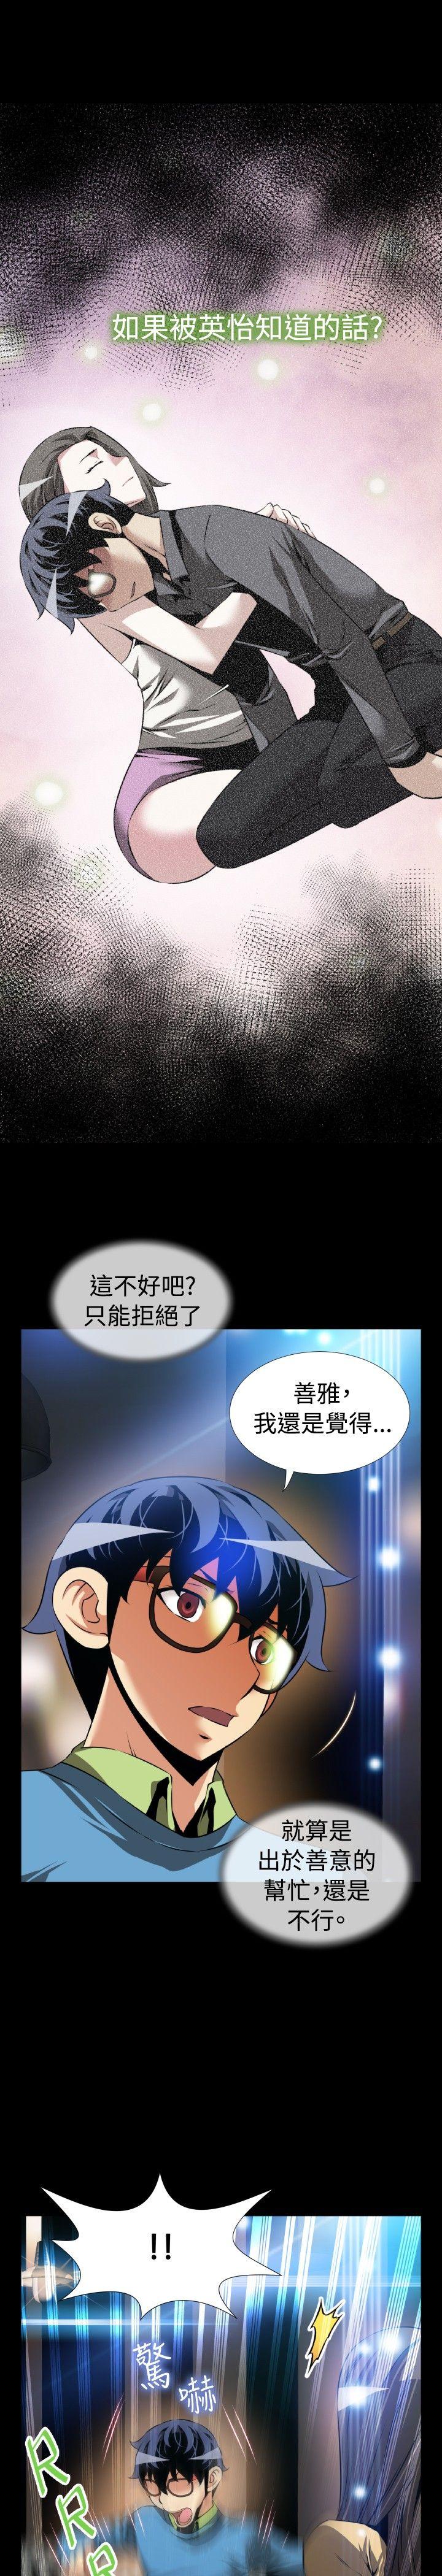 如果被英怡知道的話?
這不好吧?
只能拒絕了
善雅,
我還是覺得...
就算是
出於善意的
幫忙,還是
不行。
!!
驚
嚇
R
R
R